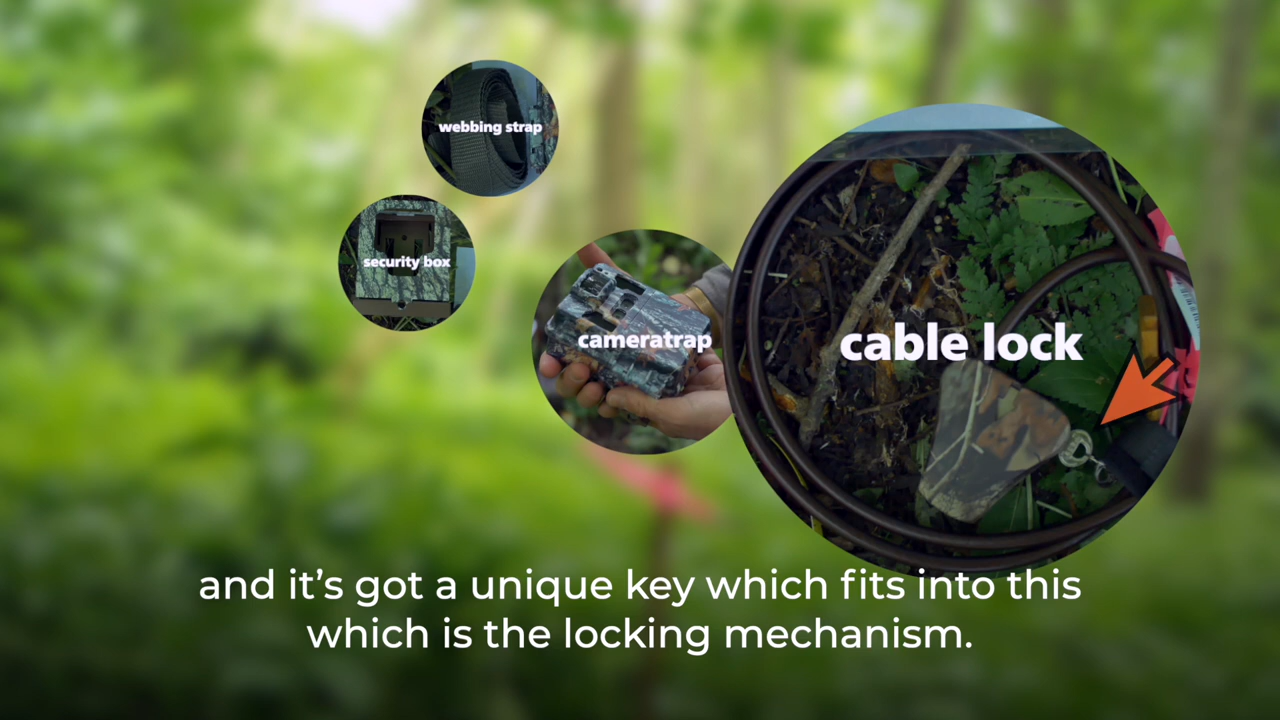 webbing strap
security box
cameratrap
cable lock
and it’s got a unique key which fits into this
which is the locking mechanism.